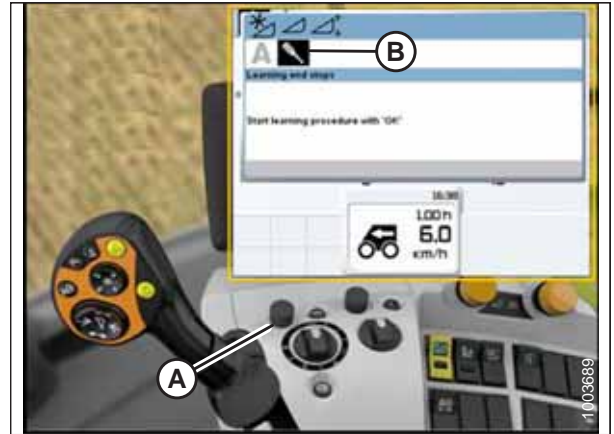 A
B
Learning end stops
Start learning procedure with 'OK'
16:30
1.00 h
6.0
km/h
A
1003689